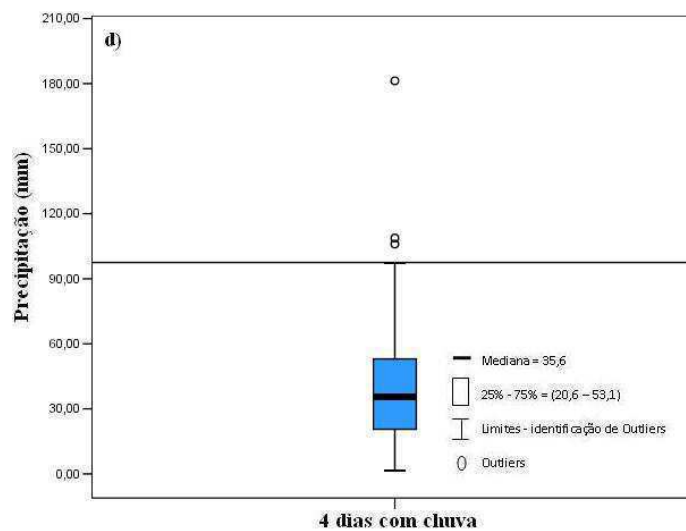 210,00
d)
180,00
150,00
120,00
90,00
60,00
30,00
0,00
Precipitação (mm)
Mediana = 35,6
25% - 75% = (20,6 – 53,1)
Limites - identificação de Outliers
Outliers
4 dias com chuva